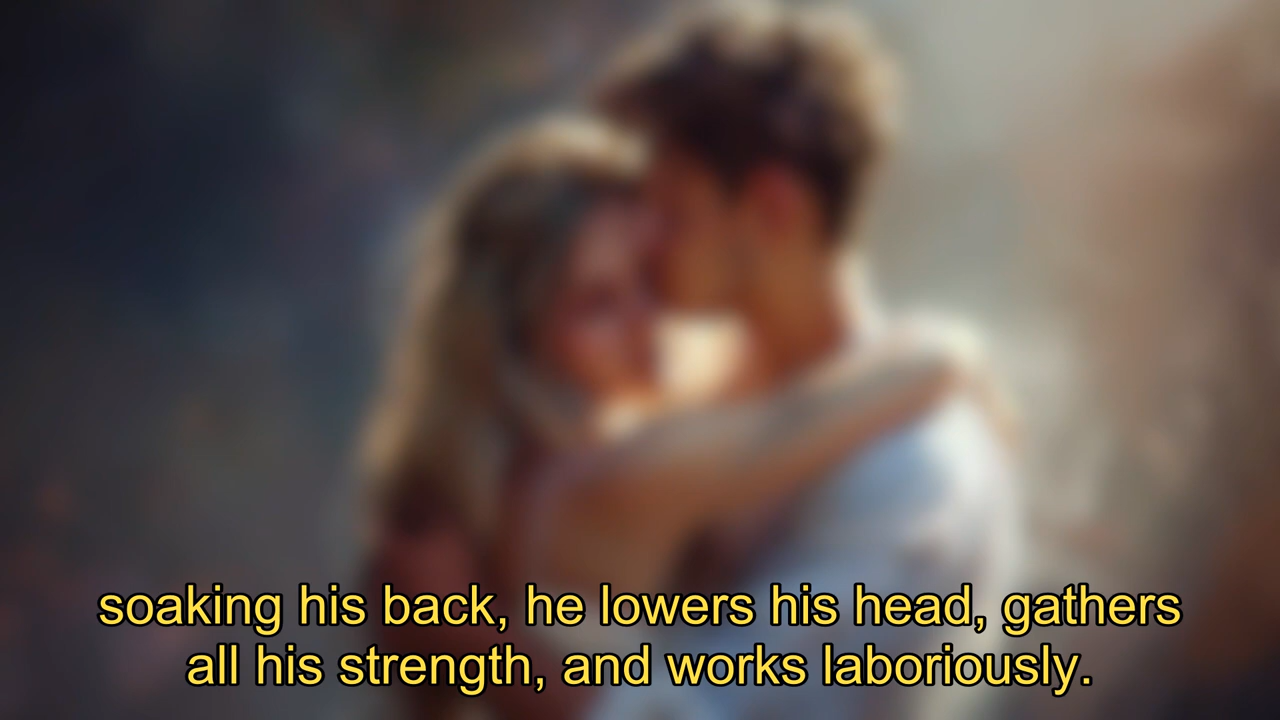 soaking his back, he lowers his head, gathers
all his strength, and works laboriously.